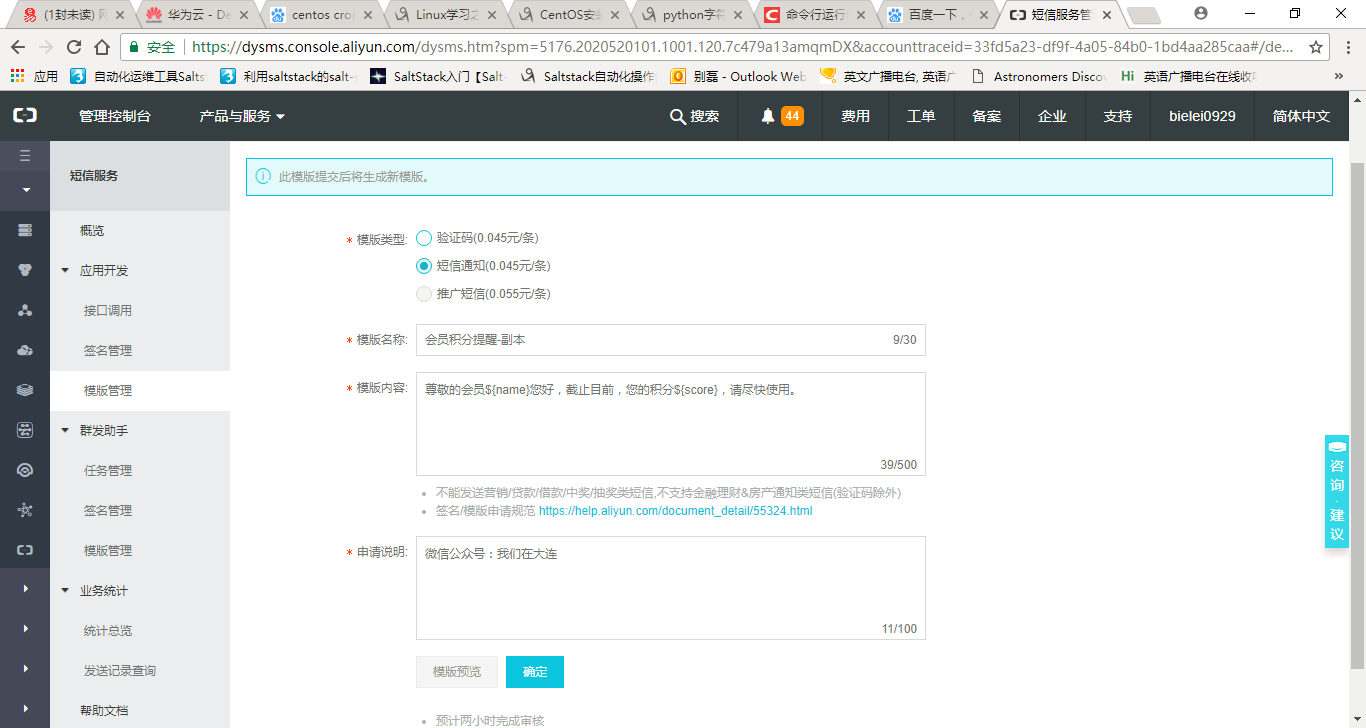 (1封未读) 网
华为云 - De
centos cron
Linux学习之
CentOS安装
python字符
命令行运行
百度一下，
短信服务管
安全 https://dysms.console.aliyun.com/dysms.htm?spm=5176.2020520101.1001.120.7c479a13amqmDX&accounttraceid=33fd5a23-df9f-4a05-84b0-1bd4aa285caa#/de...
应用
自动化运维工具Salts
利用saltstack的salt-
SaltStack入门【Salt-
Saltstack自动化操作
别磊 - Outlook Web
英文广播电台, 英语广
Astronomers Disco
Hi 英语广播电台在线收
»
管理控制台
产品与服务
搜索
44
费用
工单
备案
企业
支持
bielei0929
简体中文
短信服务
概览
应用开发
接口调用
签名管理
模版管理
群发助手
任务管理
签名管理
模版管理
业务统计
统计总览
发送记录查询
帮助文档
此模版提交后将生成新模版。
* 模版类型: 验证码(0.045元/条)
短信通知(0.045元/条)
推广短信(0.055元/条)
* 模版名称: 会员积分提醒-副本 9/30
* 模版内容: 尊敬的会员${name}您好，截止目前，您的积分${score}，请尽快使用。
39/500
不能发送营销/贷款/借款/中奖/抽奖类短信,不支持金融理财&房产通知类短信(验证码除外)
签名/模版申请规范 https://help.aliyun.com/document_detail/55324.html
* 申请说明: 微信公众号：我们在大连
11/100
模版预览
确定
预计两小时完成审核
咨询·建议